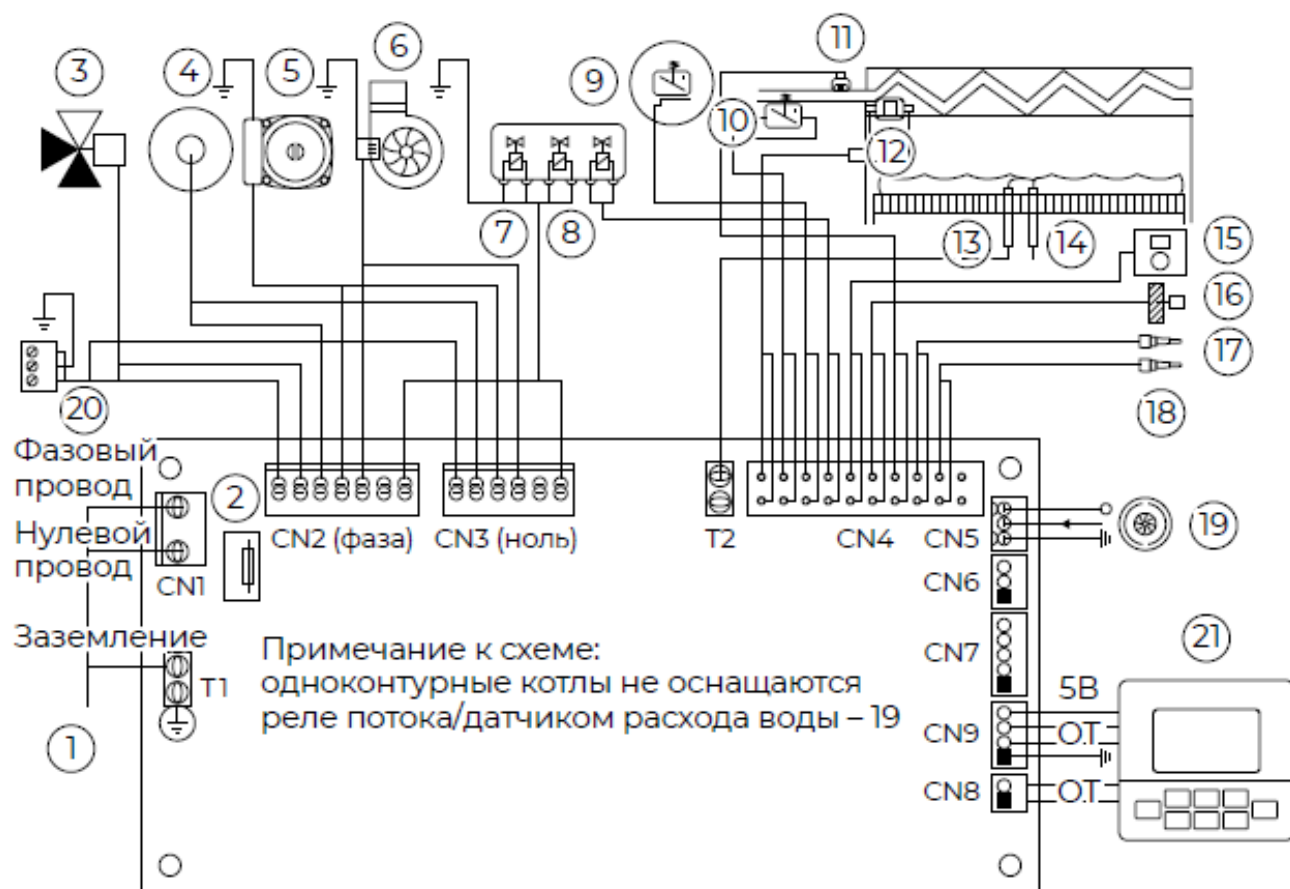 3
4
5
6
7
8
9
10
11
12
13
14
15
16
17
18
19
20
Фазовый
провод
Нулевой
провод
CN1
2
CN2 (фаза)
CN3 (ноль)
T2
CN4
CN5
CN6
CN7
CN9
CN8
Заземление
T1
1
Примечание к схеме:
одноконтурные котлы не оснащаются
реле потока/датчиком расхода воды – 19
21
5В
О.Т
О.Т